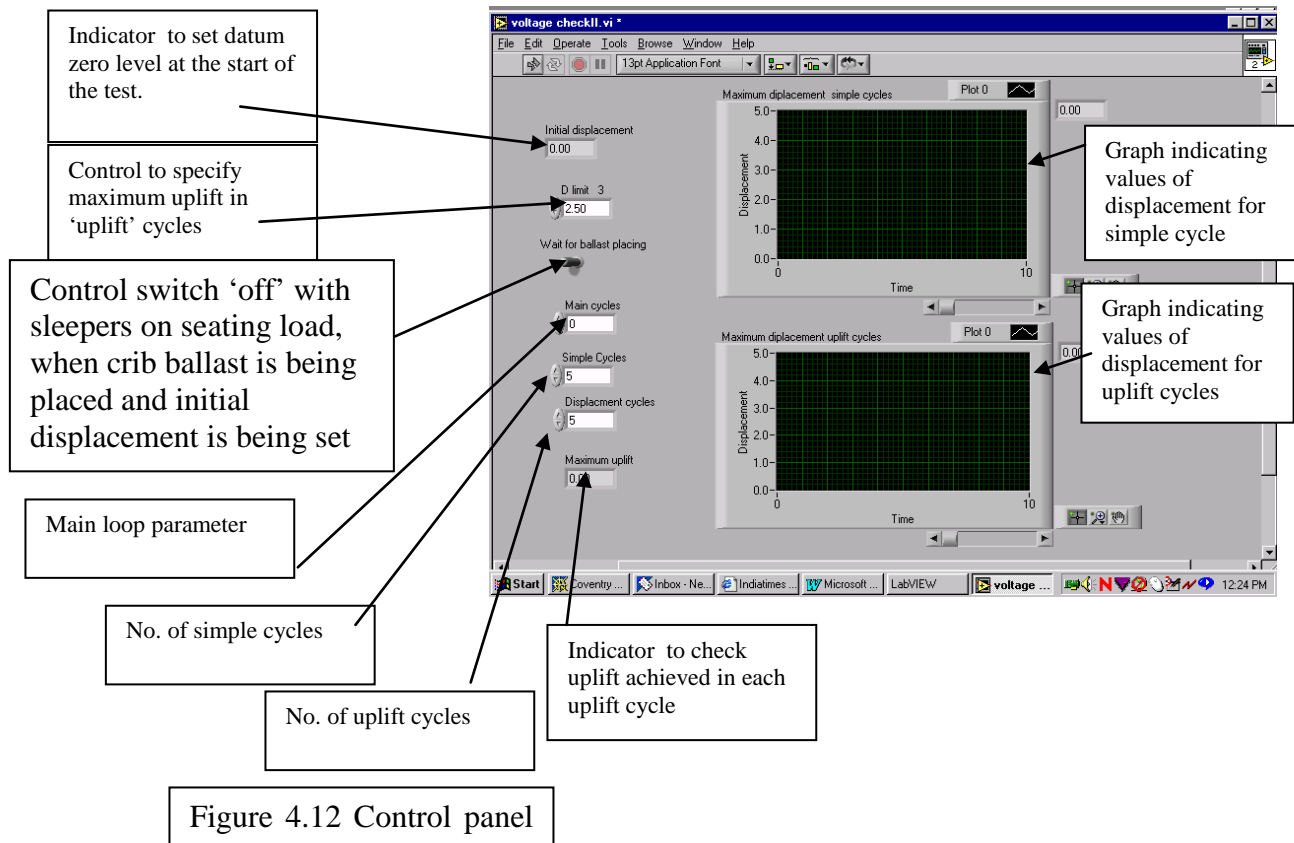 Indicator to set datum
zero level at the start of
the test.
Control to specify
maximum uplift in
‘uplift’ cycles
Control switch ‘off’ with
sleepers on seating load,
when crib ballast is being
placed and initial
displacement is being set
Main loop parameter
No. of simple cycles
No. of uplift cycles
Indicator to check
uplift achieved in each
uplift cycle
Graph indicating
values of
displacement for
simple cycle
Graph indicating
values of
displacement for
uplift cycles
voltage checkII.vi *
File Edit Operate Tools Browse Window Help
13pt Application Font
2
Initial displacement
0.00
D limit 3
2.50
Wait for ballast placing
Main cycles
0
Simple Cycles
5
Displacment cycles
5
Maximum uplift
0.00
Maximum diplacement simple cycles
Plot 0
0.00
5.0
4.0
3.0
2.0
1.0
0.0
Displacement
0
10
Time
Maximum diplacement uplift cycles
Plot 0
0.00
5.0
4.0
3.0
2.0
1.0
0.0
Displacement
0
10
Time
Start
Coventry ...
Inbox - Ne...
Indiatimes ...
Microsoft ...
LabVIEW
voltage ...
12:24 PM
Figure 4.12 Control panel